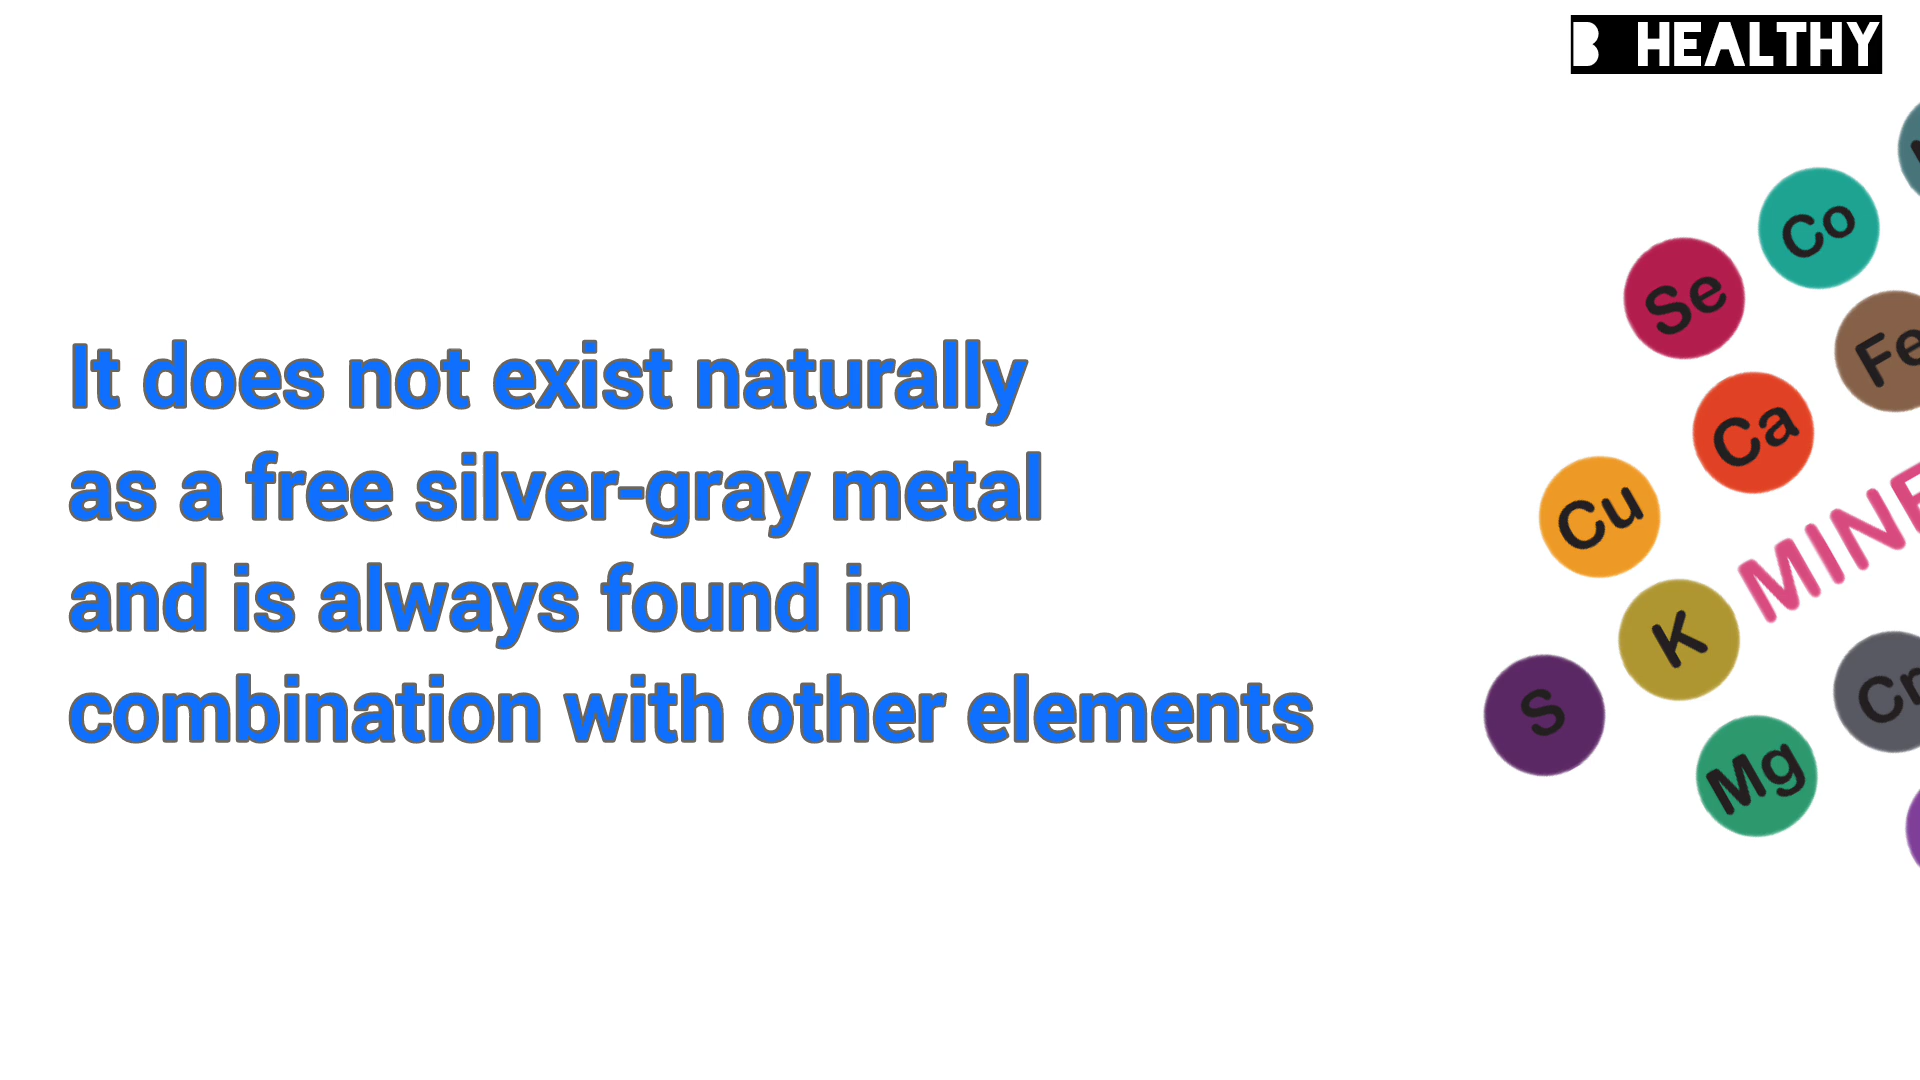 B HEALTHY
It does not exist naturally
as a free silver-gray metal
and is always found in
combination with other elements
Co
Se
Fe
Ca
Cu
K
S
Mg